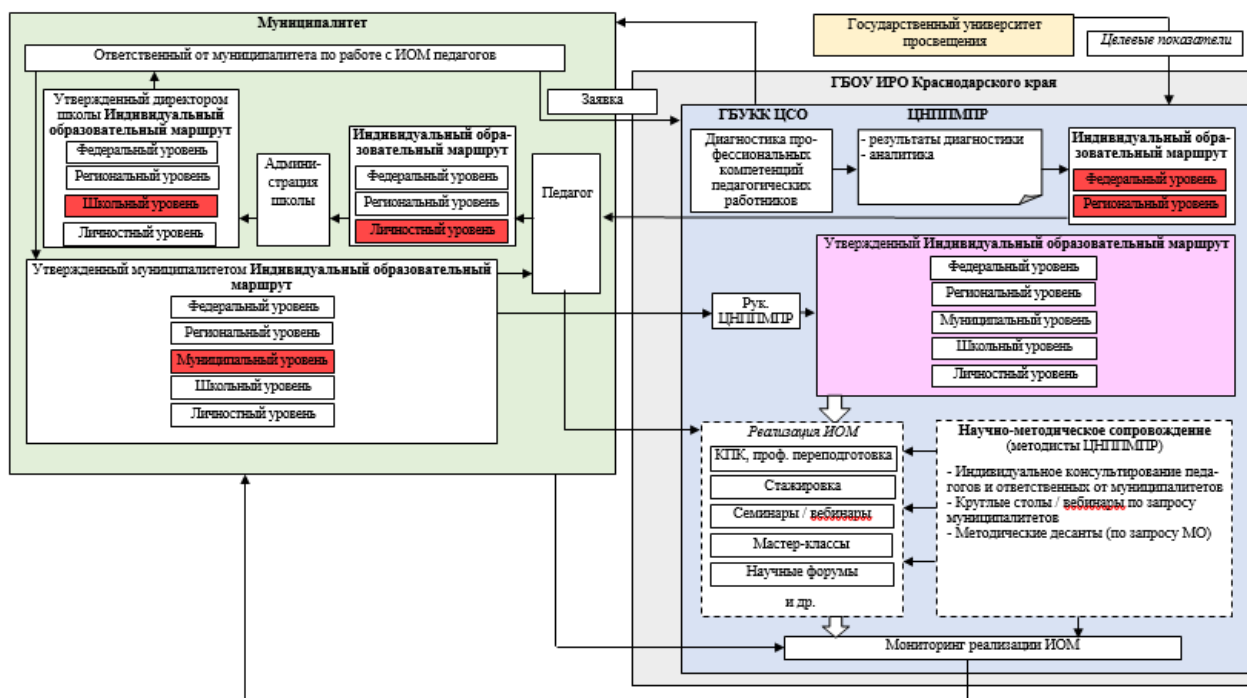 Муниципалитет
Ответственный от муниципалитета по работе с ИОМ педагогов
Утвержденный директором
школы Индивидуальный
образовательный маршрут
Федеральный уровень
Региональный уровень
Школьный уровень
Личностный уровень
Админи-
страция
школы
Индивидуальный обра-
зовательный маршрут
Федеральный уровень
Региональный уровень
Личностный уровень
Заявка
Педагог
Утвержденный муниципалитетом Индивидуальный образовательный
маршрут
Федеральный уровень
Региональный уровень
Муниципальный уровень
Школьный уровень
Личностный уровень
Государственный университет
просвещения
Целевые показатели
ГБОУ ИРО Краснодарского края
ГБУКК ЦСО
Диагностика про-
фессиональных
компетенций
педагогических
работников
ЦНППМПР
- результаты диагностики
- аналитика
Индивидуальный об-
разовательный маршрут
Федеральный уровень
Региональный уровень
Рук.
ЦНППМПР
Утвержденный Индивидуальный образовательный маршрут
Федеральный уровень
Региональный уровень
Муниципальный уровень
Школьный уровень
Личностный уровень
Реализация ИОМ
КПК, проф. переподготовка
Стажировка
Семинары / вебинары
Мастер-классы
Научные форумы
и др.
Научно-методическое сопровождение
(методисты ЦНППМПР)
- Индивидуальное консультирование педа-
гогов и ответственных от муниципалитетов
- Круглые столы / вебинары по запросу
муниципалитетов
- Методические десанты (по запросу МО)
Мониторинг реализации ИОМ